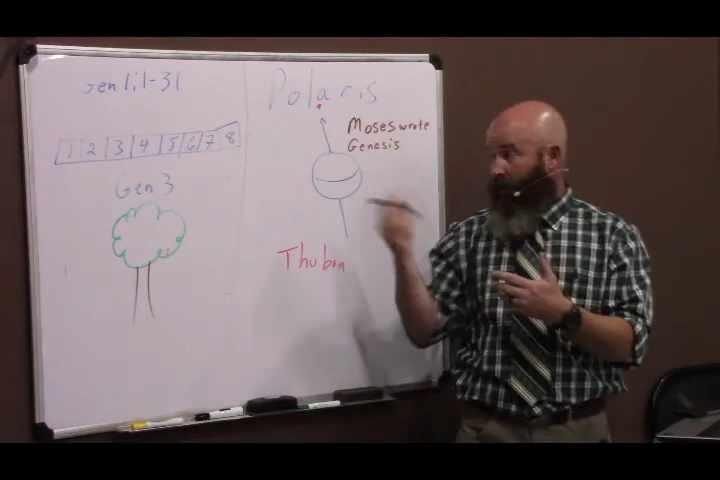 Gen 1:1-31
1 2 3 4 5 6 7 8
Gen 3
Polaris
Moses wrote
Genesis
Thuban